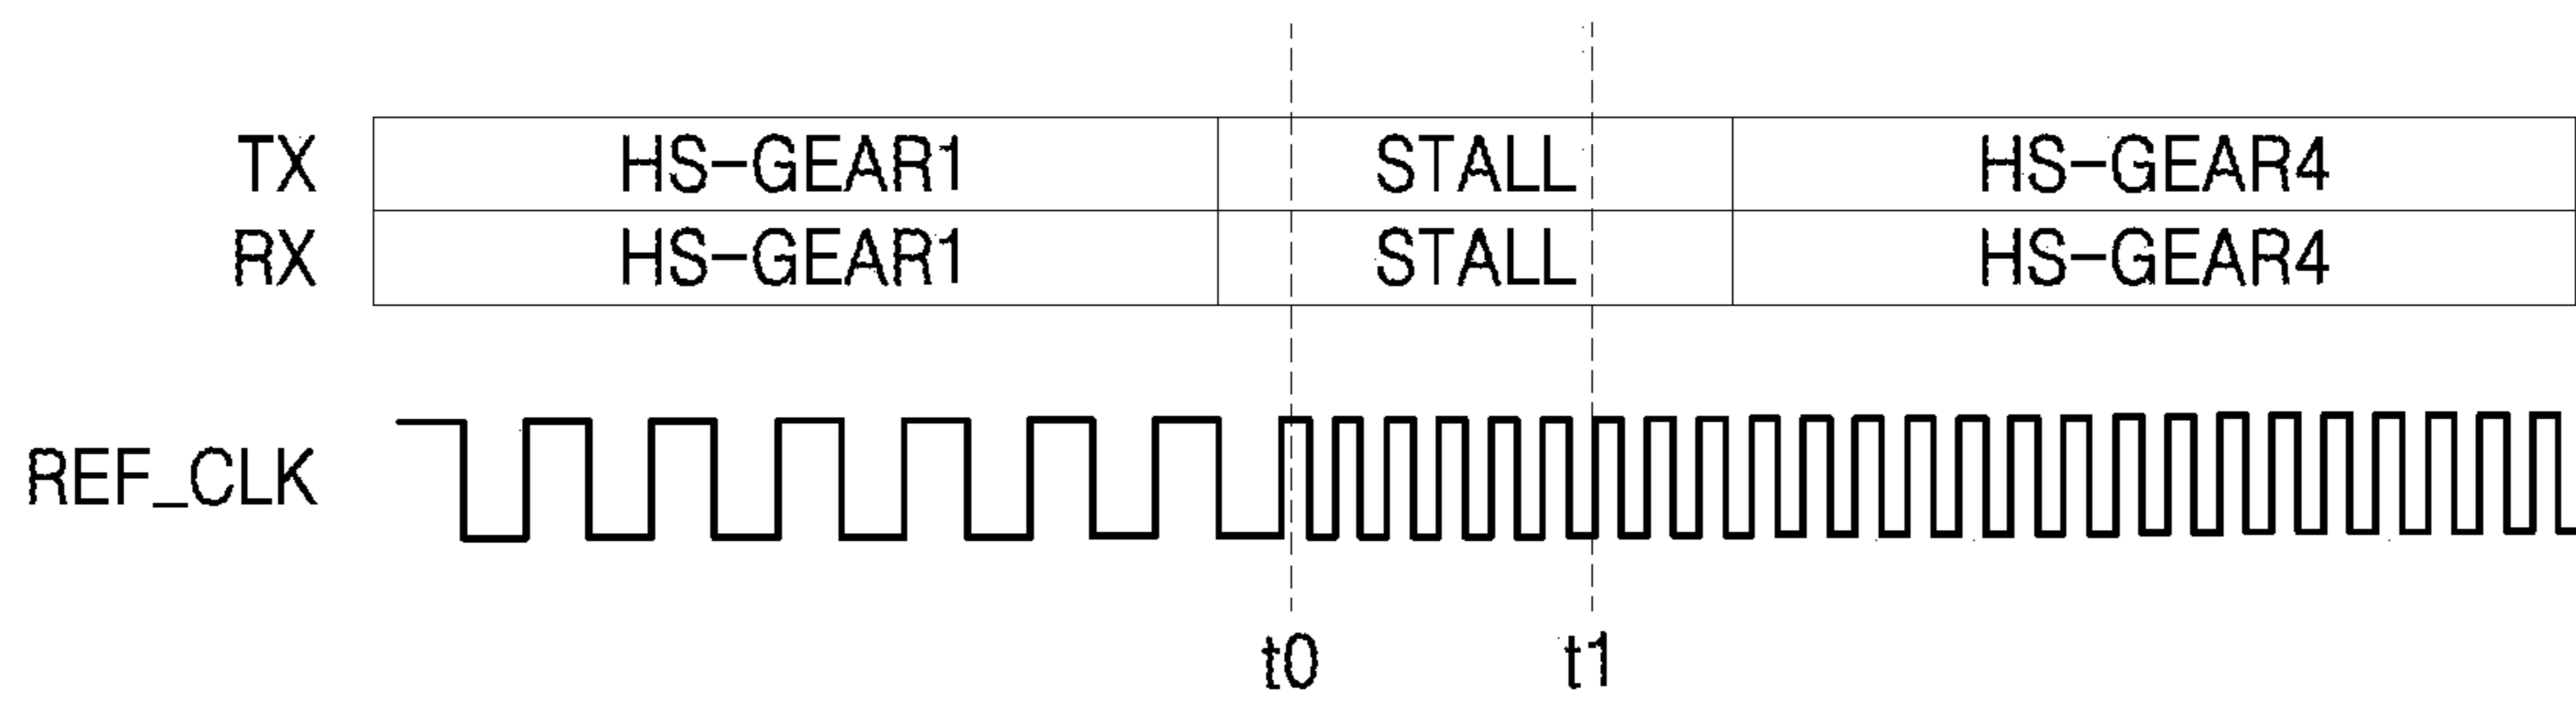 TX HS-GEAR1 STALL HS-GEAR4
RX HS-GEAR1 STALL HS-GEAR4
REF_CLK
t0 t1